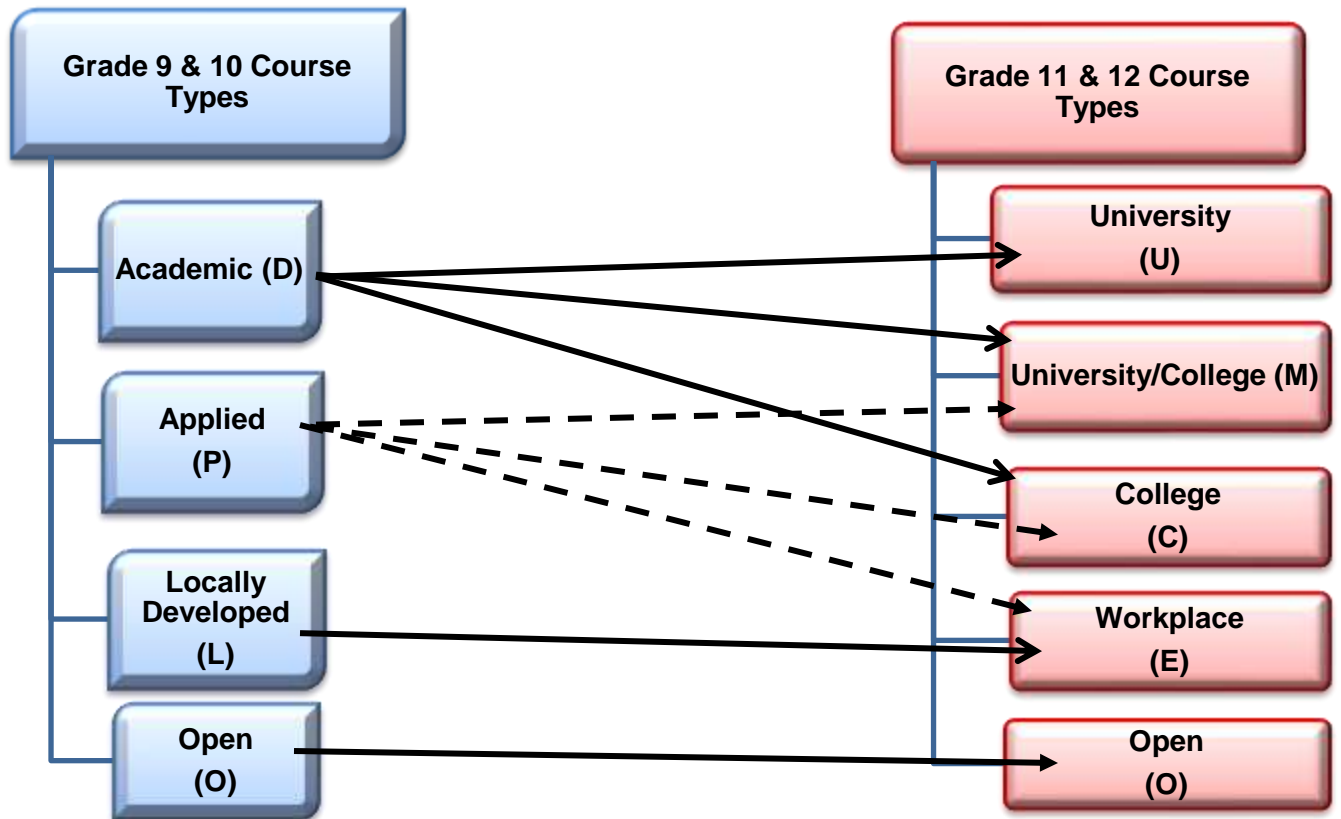 Grade 9 & 10 Course
Types
Academic (D)
Applied
(P)
Locally
Developed
(L)
Open
(O)
Grade 11 & 12 Course
Types
University
(U)
University/College (M)
College
(C)
Workplace
(E)
Open
(O)